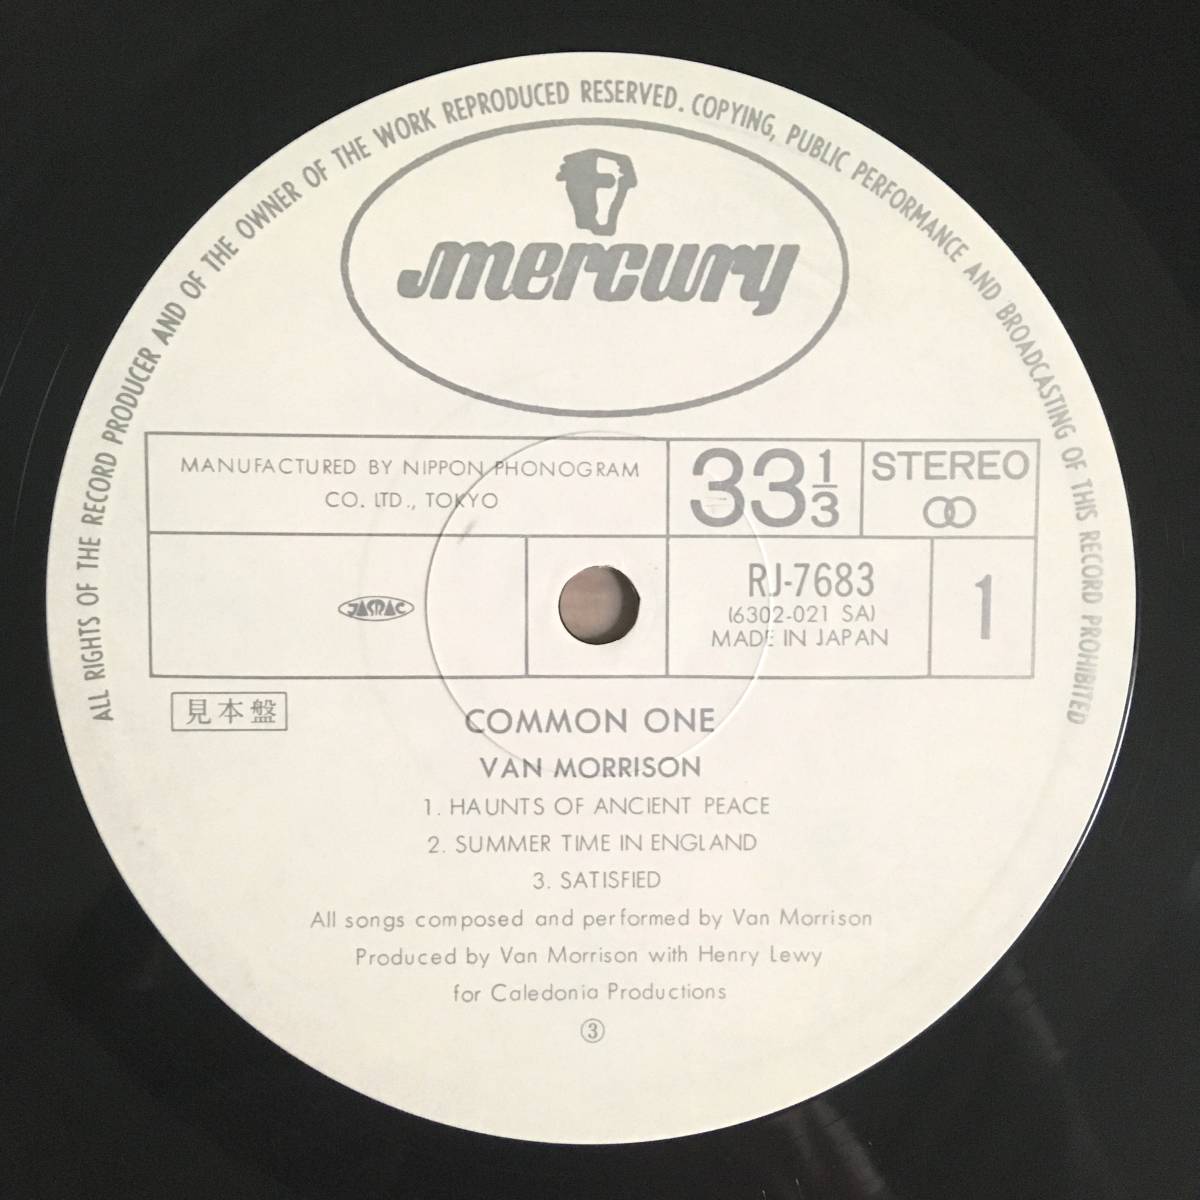 ALL RIGHTS OF THE RECORD PRODUCER AND OF THE OWNER OF THE WORK REPRODUCED RESERVED. COPYING, PUBLIC PERFORMANCE AND BROADCASTING OF THIS RECORD PROHIBITED
mercury
MANUFACTURED BY NIPPON PHONOGRAM
CO. LTD., TOKYO
33 1/3
STEREO
JASRAC
RJ-7683
(6302-021 SA)
MADE IN JAPAN
1
見本盤
COMMON ONE
VAN MORRISON
1. HAUNTS OF ANCIENT PEACE
2. SUMMER TIME IN ENGLAND
3. SATISFIED
All songs composed and performed by Van Morrison
Produced by Van Morrison with Henry Lewy
for Caledonia Productions
③